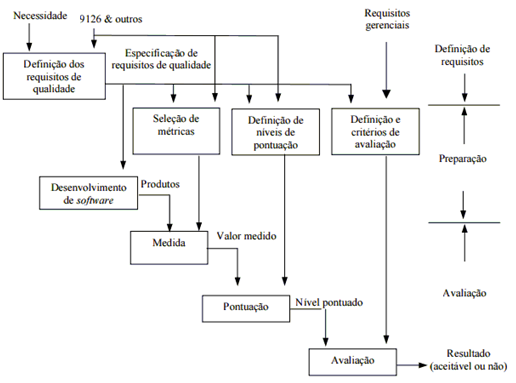 Necessidade
9126 & outros
Requisitos
gerenciais
Definição dos
requisitos de
qualidade
Especificação de
requisitos de qualidade
Definição de
requisitos
Seleção de
métricas
Definição de
níveis de
pontuação
Definição e
critérios de
avaliação
Preparação
Desenvolvimento
de software
Produtos
Medida
Valor medido
Pontuação
Nível pontuado
Avaliação
Avaliação
Resultado
(aceitável ou não)